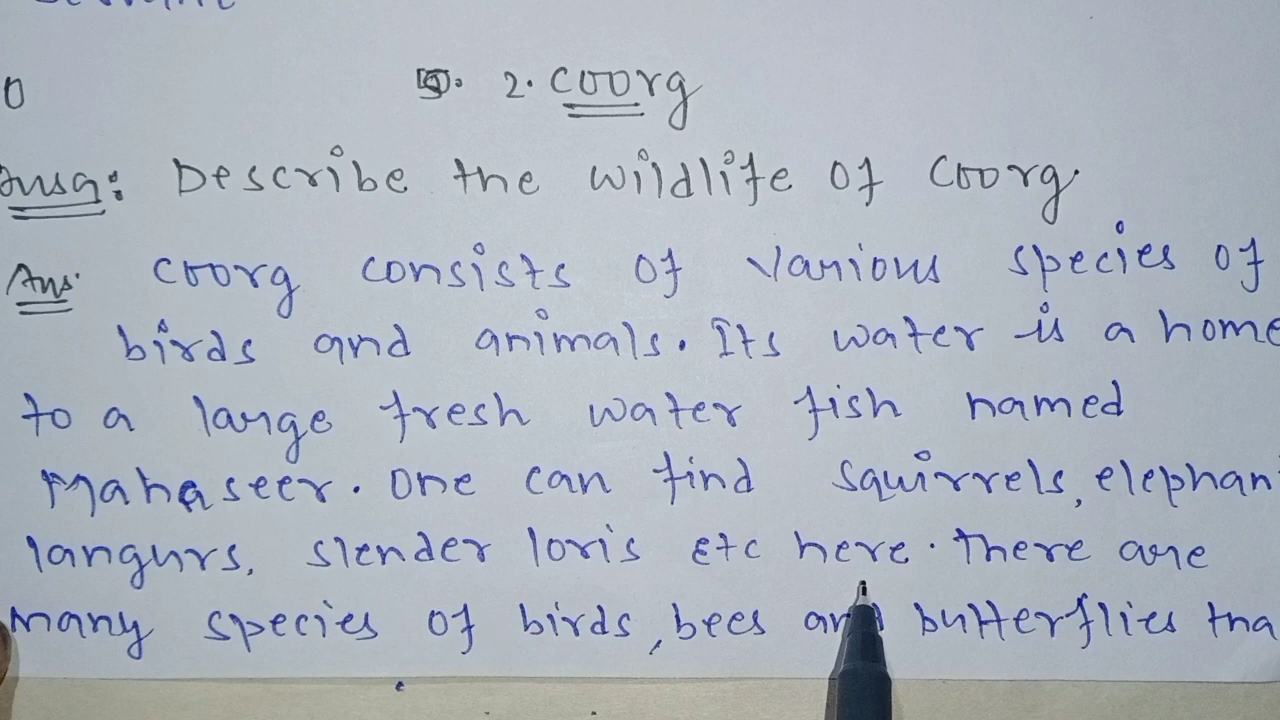 2. Coorg
Describe the wildlife of Coorg.
Ans: Coorg consists of various species of
birds and animals. Its water is a home
to a large fresh water fish named
Mahaseer. One can find squirrels, elephan
langurs, slender loris etc here. There are
many species of birds, bees and butterflies tha